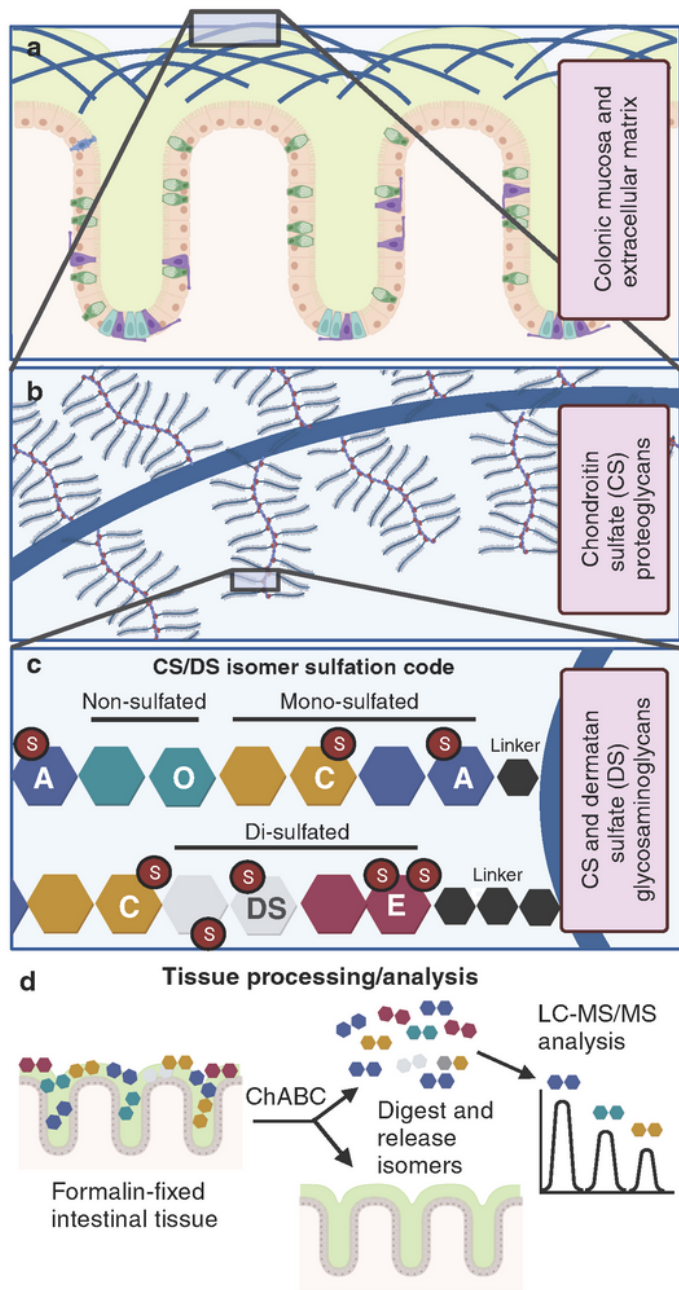 a
Colonic mucosa and
extracellular matrix
b
Chondroitin
sulfate (CS)
proteoglycans
c
CS/DS isomer sulfation code
Non-sulfated
Mono-sulfated
S
S
S
A
O
C
A
Linker
CS and dermatan
sulfate (DS)
glycosaminoglycans
Di-sulfated
S
S
S
S
S
C
DS
E
Linker
d
Tissue processing/analysis
LC-MS/MS
analysis
ChABC
Digest and
release
isomers
Formalin-fixed
intestinal tissue